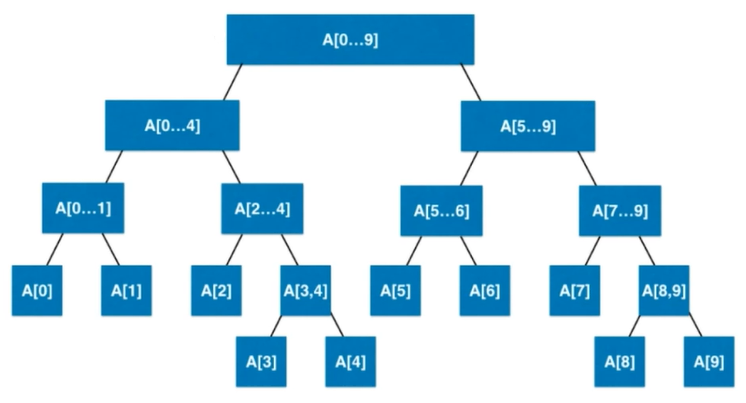 A[0...9]
A[0...4]
A[5...9]
A[0...1]
A[2...4]
A[5...6]
A[7...9]
A[0]
A[1]
A[2]
A[3,4]
A[5]
A[6]
A[7]
A[8,9]
A[3]
A[4]
A[8]
A[9]